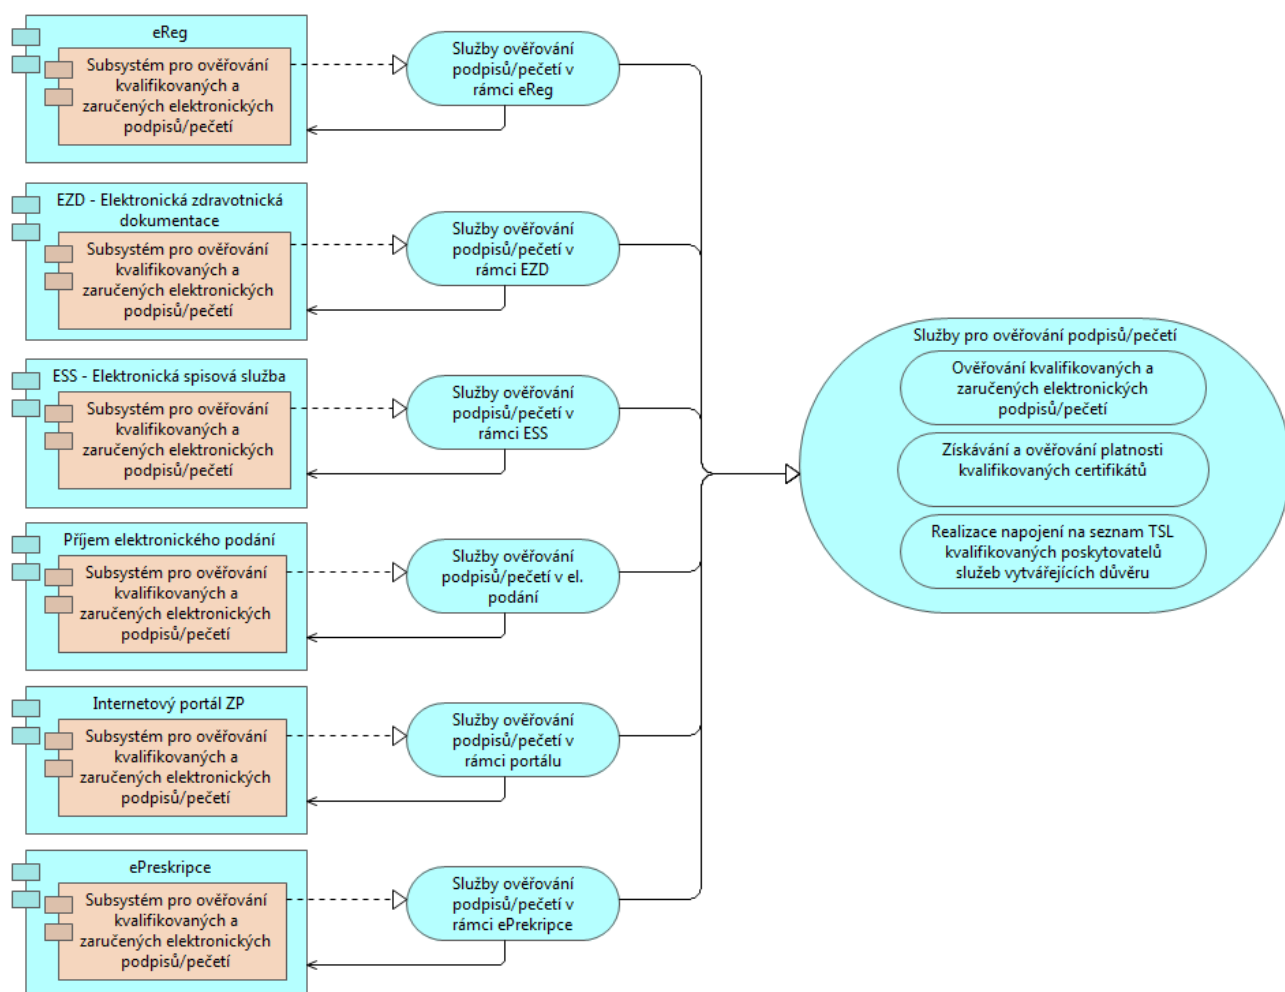 eReg
Subsystém pro ověřování
kvalifikovaných a
zaručených elektronických
podpisů/pečetí
Služby ověřování
podpisů/pečetí v
rámci eReg
EZD - Elektronická zdravotnická
dokumentace
Subsystém pro ověřování
kvalifikovaných a
zaručených elektronických
podpisů/pečetí
Služby ověřování
podpisů/pečetí v
rámci EZD
ESS - Elektronická spisová služba
Subsystém pro ověřování
kvalifikovaných a
zaručených elektronických
podpisů/pečetí
Služby ověřování
podpisů/pečetí v
rámci ESS
Příjem elektronického podání
Subsystém pro ověřování
kvalifikovaných a
zaručených elektronických
podpisů/pečetí
Služby ověřování
podpisů/pečetí v el.
podání
Internetový portál ZP
Subsystém pro ověřování
kvalifikovaných a
zaručených elektronických
podpisů/pečetí
Služby ověřování
podpisů/pečetí v
rámci portálu
ePreskripce
Subsystém pro ověřování
kvalifikovaných a
zaručených elektronických
podpisů/pečetí
Služby ověřování
podpisů/pečetí v
rámci ePrekripce
Služby pro ověřování podpisů/pečetí
Ověřování kvalifikovaných a
zaručených elektronických
podpisů/pečetí
Získávání a ověřování platnosti
kvalifikovaných certifikátů
Realizace napojení na seznam TSL
kvalifikovaných poskytovatelů
služeb vytvářejících důvěru